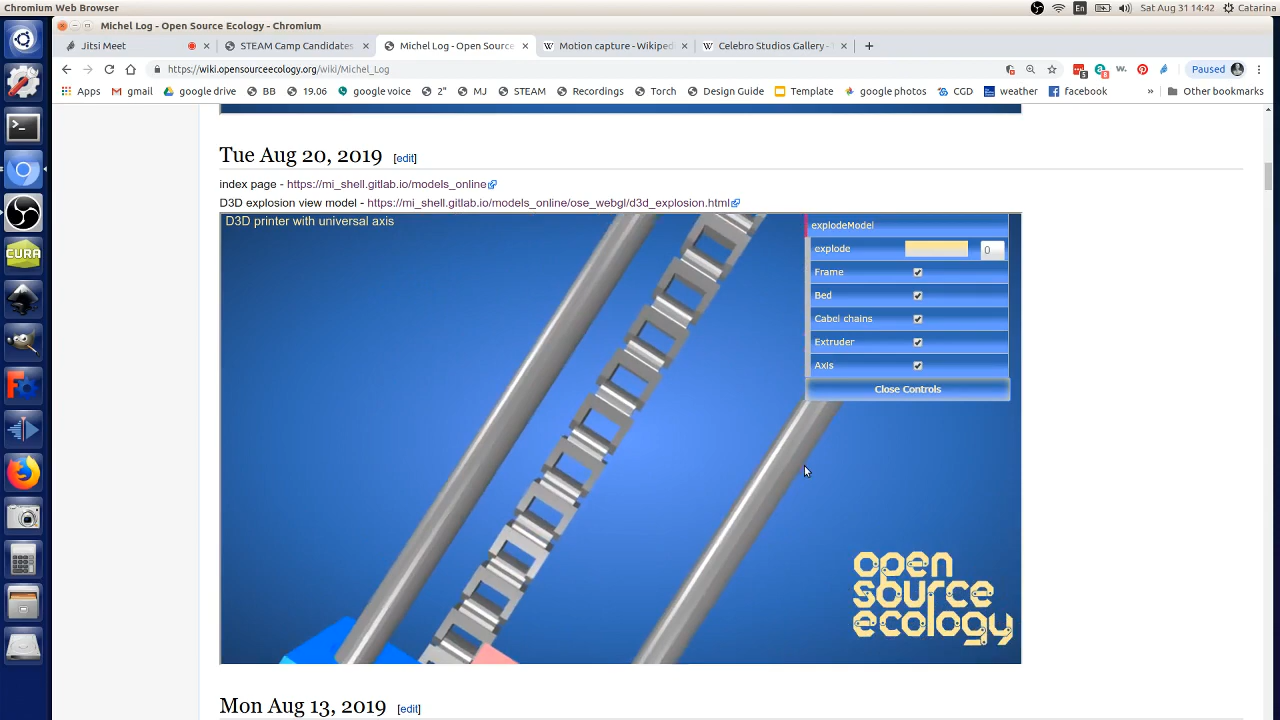 Chromium Web Browser
En
Sat Aug 31 14:42
Catarina
Michel Log - Open Source Ecology - Chromium
Jitsi Meet
STEAM Camp Candidates
Michel Log - Open Source
Motion capture - Wikiped
Celebro Studios Gallery - 
https://wiki.opensourceecology.org/wiki/Michel_Log
Paused
Apps
gmail
google drive
BB
19.06
google voice
2"
MJ
STEAM
Recordings
Torch
Design Guide
Template
google photos
CGD
weather
facebook
»
Other bookmarks
CURA
Tue Aug 20, 2019 [edit]
index page - https://mi_shell.gitlab.io/models_online
D3D explosion view model - https://mi_shell.gitlab.io/models_online/ose_webgl/d3d_explosion.html
D3D printer with universal axis
explodeModel
explode 0
Frame
Bed
Cabel chains
Extruder
Axis
Close Controls
open
source
ecology
Mon Aug 13, 2019 [edit]